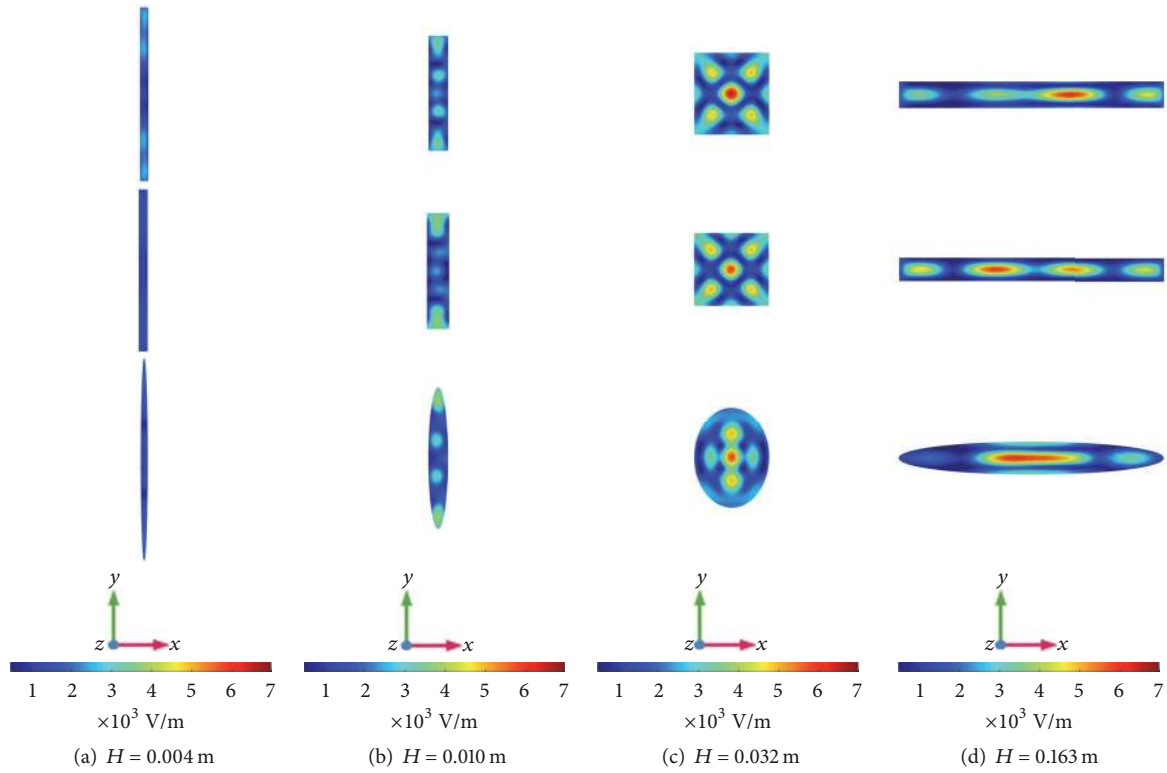 y
z x
1 2 3 4 5 6 7
×10³ V/m
(a) H = 0.004 m
y
z x
1 2 3 4 5 6 7
×10³ V/m
(b) H = 0.010 m
y
z x
1 2 3 4 5 6 7
×10³ V/m
(c) H = 0.032 m
y
z x
1 2 3 4 5 6 7
×10³ V/m
(d) H = 0.163 m